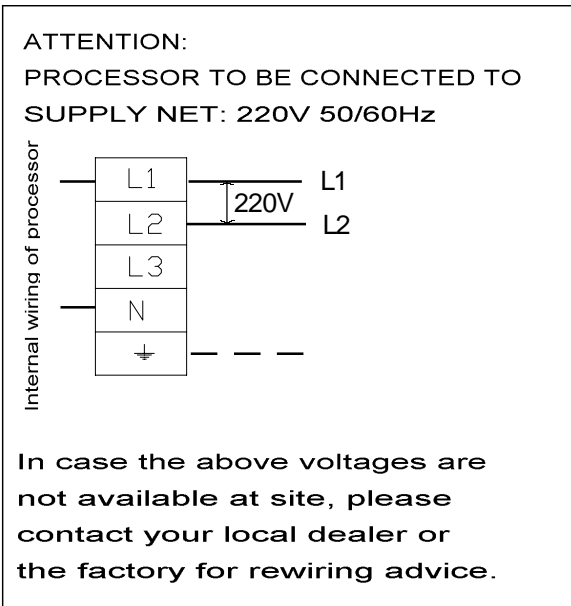 ATTENTION:
PROCESSOR TO BE CONNECTED TO
SUPPLY NET: 220V 50/60Hz
Internal wiring of processor
L1 L1
220V
L2 L2
L3
N
In case the above voltages are
not available at site, please
contact your local dealer or
the factory for rewiring advice.